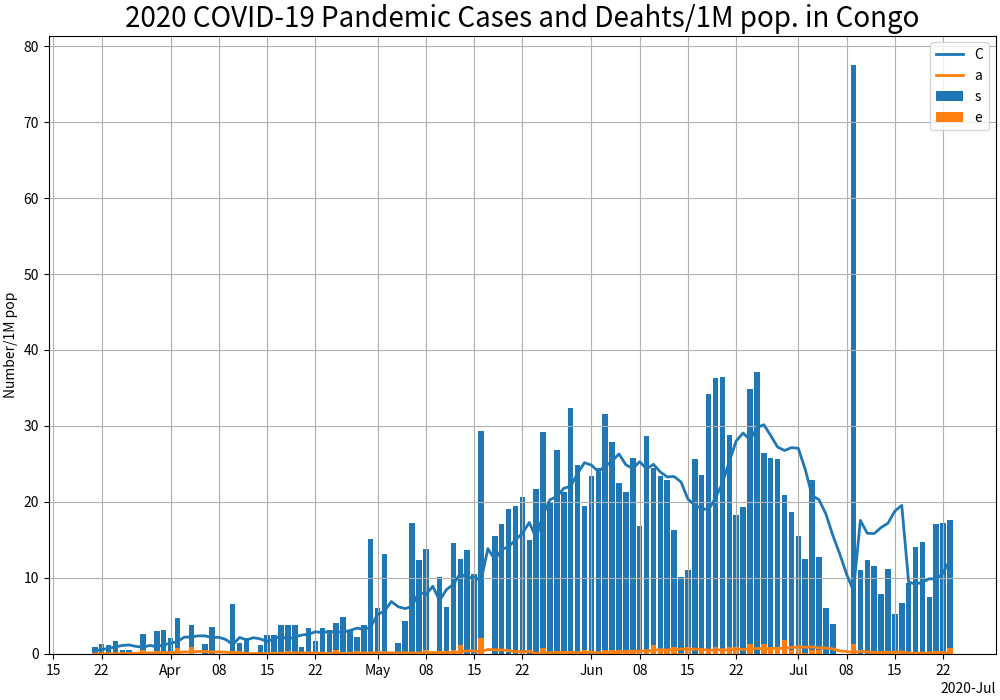 2020 COVID-19 Pandemic Cases and Deahts/1M pop. in Congo
80
70
60
50
40
30
20
10
0
Number/1M pop
C
a
s
e
15 22 Apr 08 15 22 May 08 15 22 Jun 08 15 22 Jul 08 15 22
2020-Jul